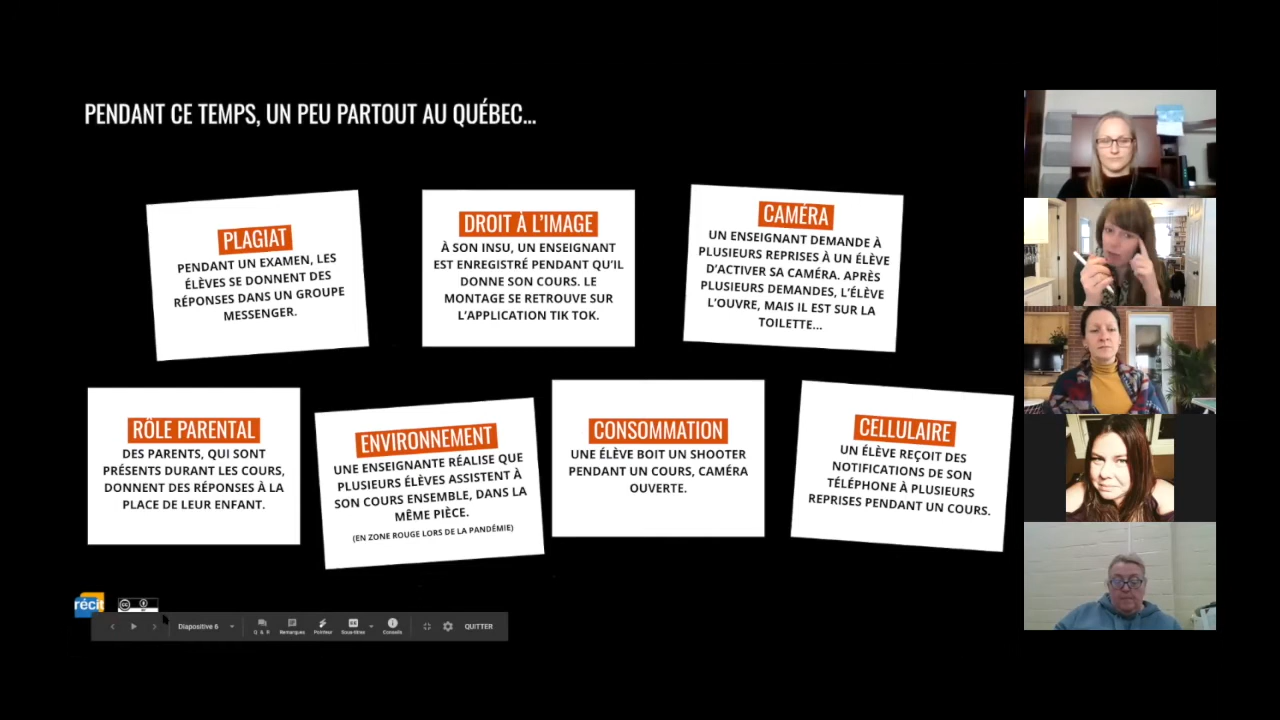 PENDANT CE TEMPS, UN PEU PARTOUT AU QUÉBEC...
PLAGIAT
PENDANT UN EXAMEN, LES
ÉLÈVES SE DONNENT DES
RÉPONSES DANS UN GROUPE
MESSENGER.
DROIT À L'IMAGE
À SON INSU, UN ENSEIGNANT
EST ENREGISTRÉ PENDANT QU'IL
DONNE SON COURS. LE
MONTAGE SE RETROUVE SUR
L'APPLICATION TIK TOK.
CAMÉRA
UN ENSEIGNANT DEMANDE À
PLUSIEURS REPRISES À UN ÉLÈVE
D'ACTIVER SA CAMÉRA. APRÈS
PLUSIEURS DEMANDES, L'ÉLÈVE
L'OUVRE, MAIS IL EST SUR LA
TOILETTE...
RÔLE PARENTAL
DES PARENTS, QUI SONT
PRÉSENTS DURANT LES COURS,
DONNENT DES RÉPONSES À LA
PLACE DE LEUR ENFANT.
ENVIRONNEMENT
UNE ENSEIGNANTE RÉALISE QUE
PLUSIEURS ÉLÈVES ASSISTENT À
SON COURS ENSEMBLE, DANS LA
MÊME PIÈCE.
(EN ZONE ROUGE LORS DE LA PANDÉMIE)
CONSOMMATION
UNE ÉLÈVE BOIT UN SHOOTER
PENDANT UN COURS, CAMÉRA
OUVERTE.
CELLULAIRE
UN ÉLÈVE REÇOIT DES
NOTIFICATIONS DE SON
TÉLÉPHONE À PLUSIEURS
REPRISES PENDANT UN COURS.
récit
cc
Diapositive 6
Q & R
Remarques
Pointeur
Sous-titres
Conseils
QUITTER